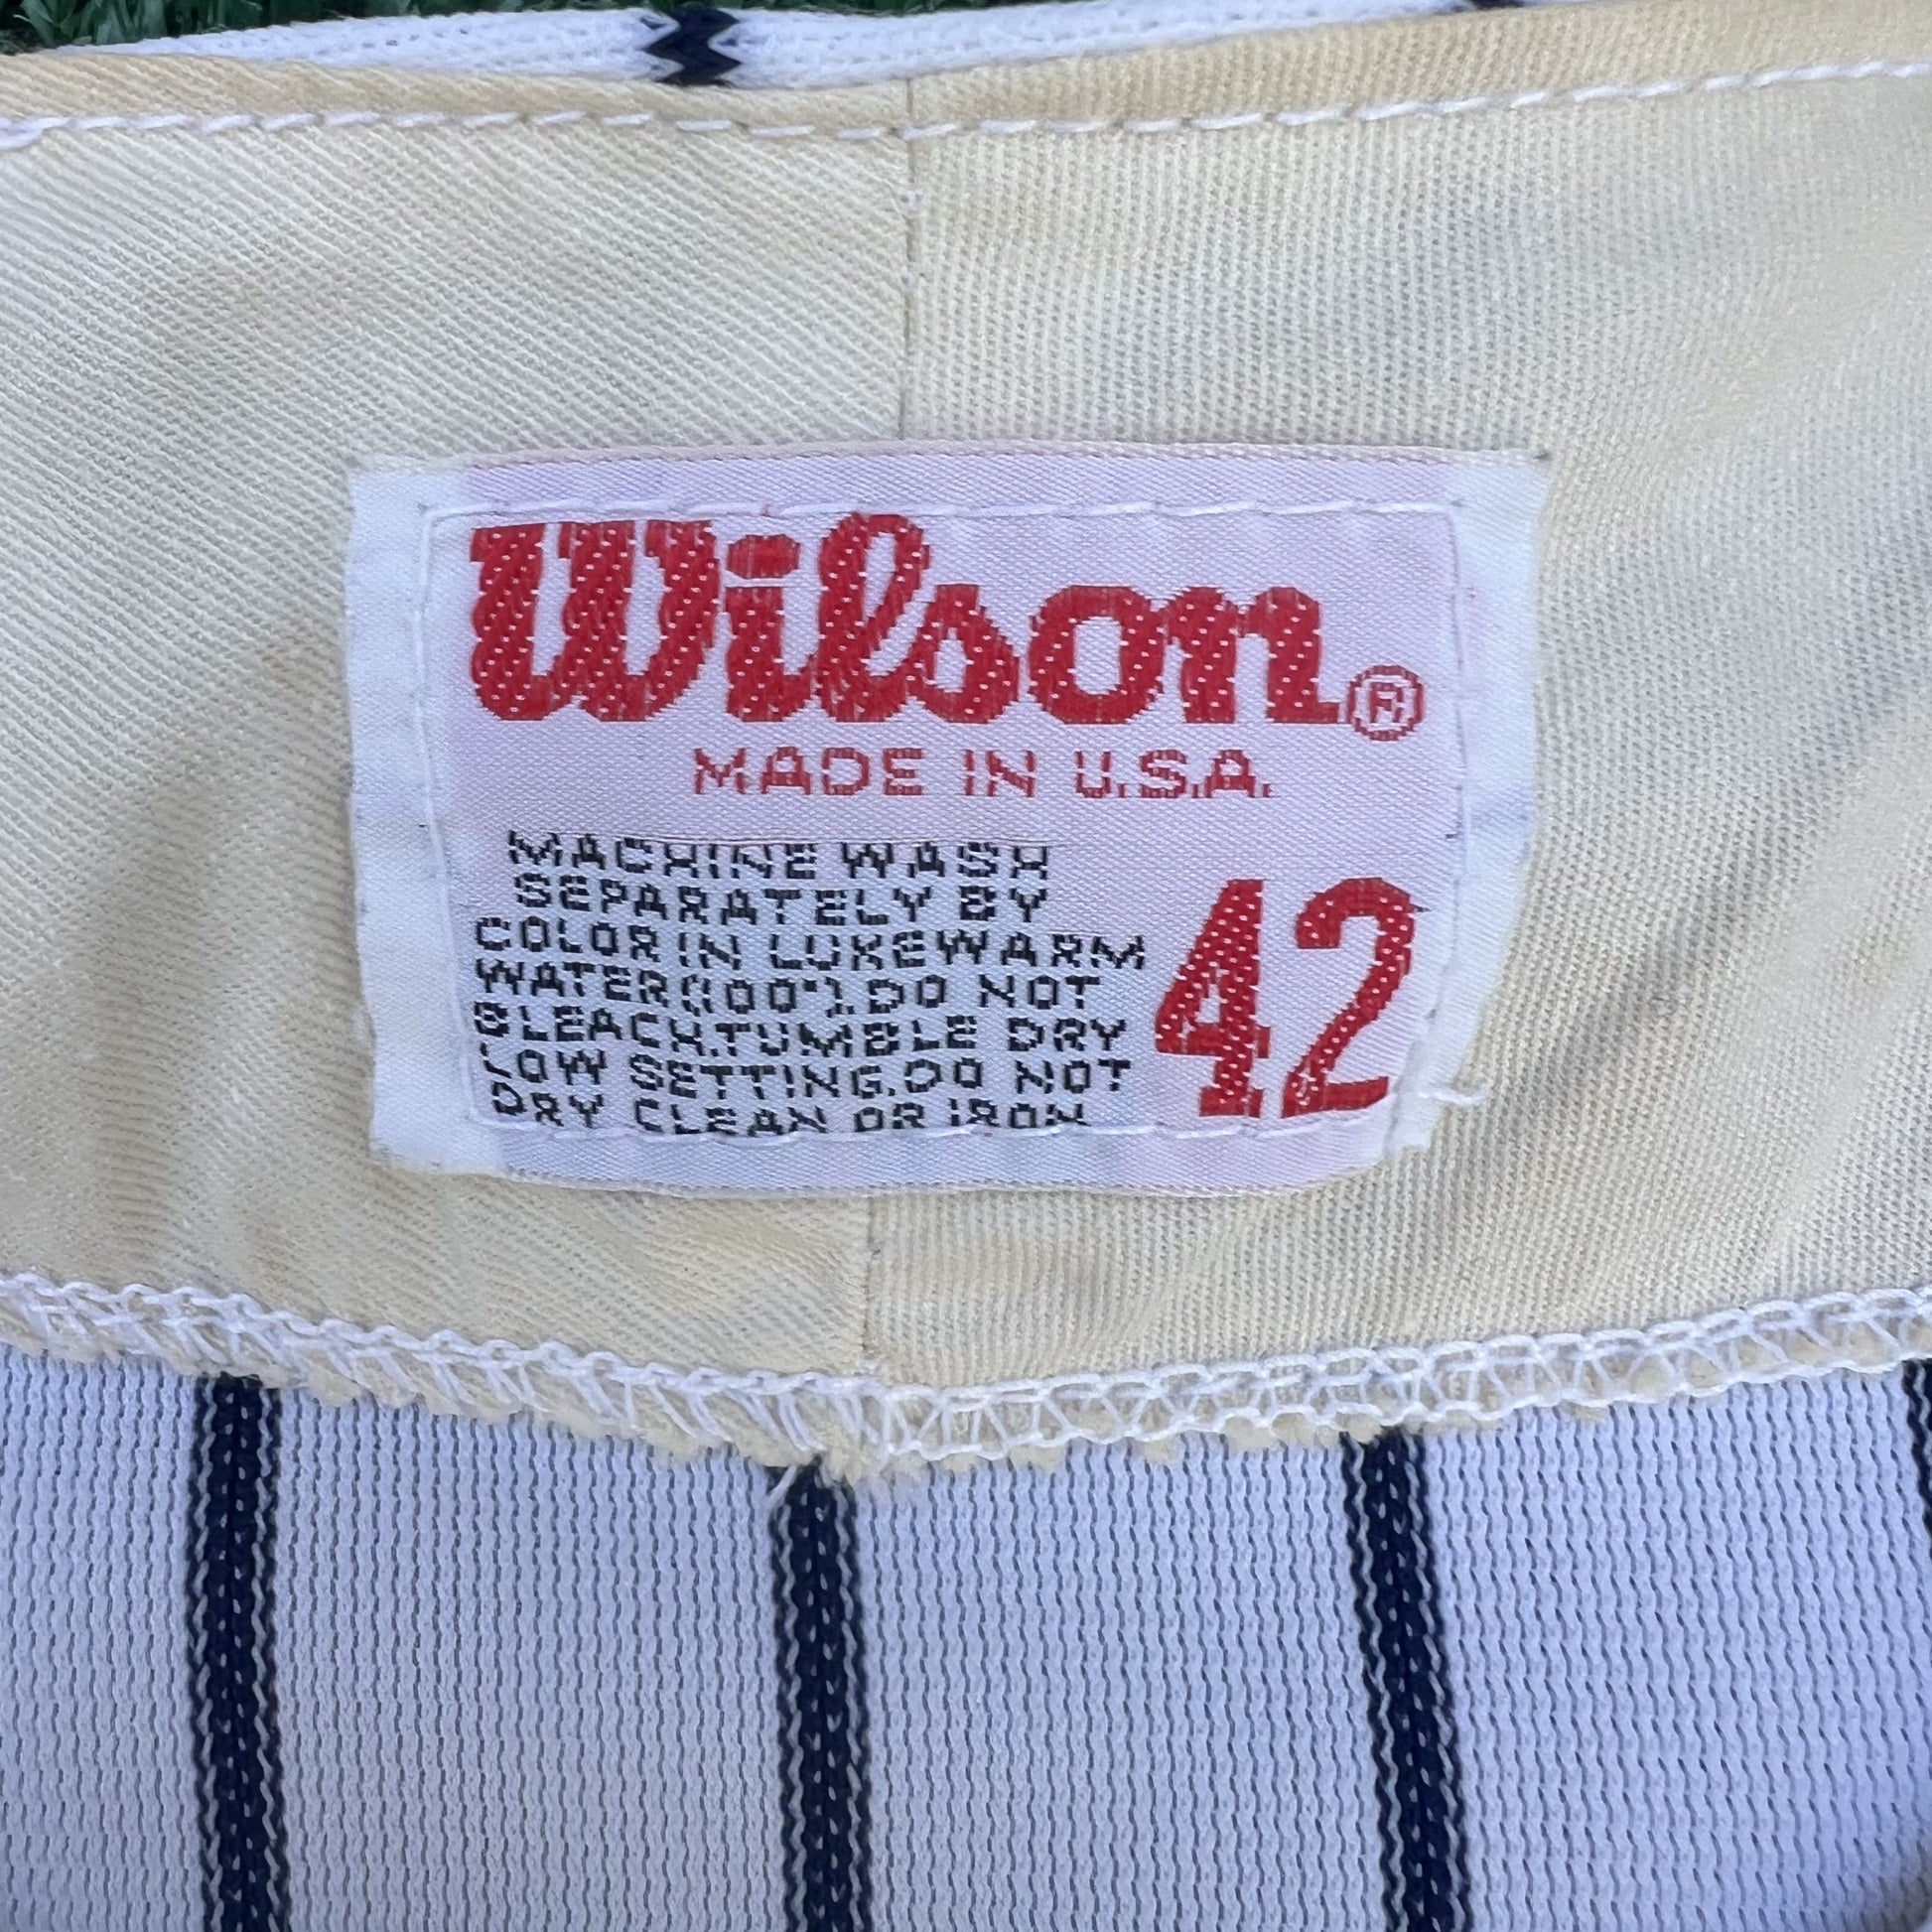 Wilson®
MADE IN U.S.A.
MACHINE WASH
SEPARATELY BY
COLOR IN LUKEWARM
WATER (100°). DO NOT
BLEACH. TUMBLE DRY
LOW SETTING. DO NOT
DRY CLEAN OR IRON
42